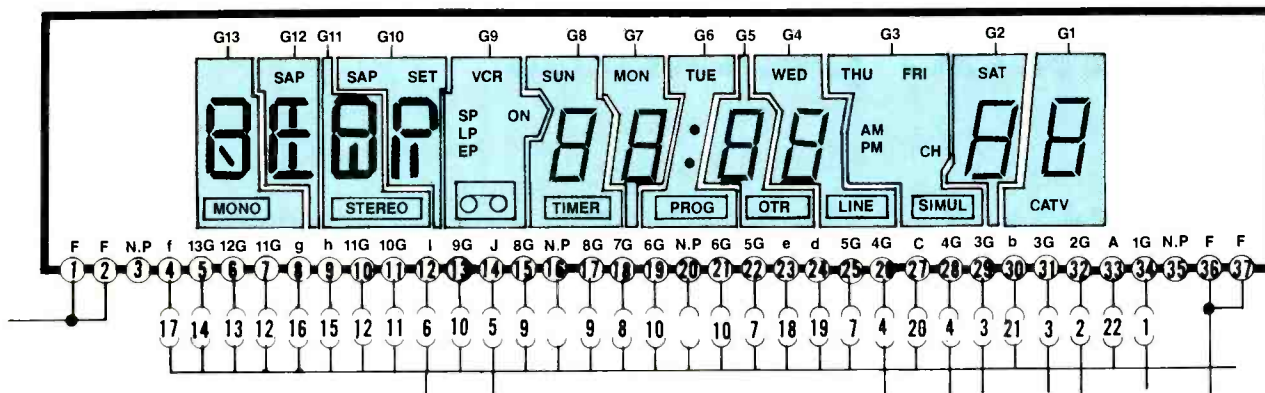 G13 G12 G11 G10 G9 G8 G7 G6 G5 G4 G3 G2 G1
SAP SAP SET VCR SUN MON TUE WED THU FRI SAT
SP ON
LP AM
EP PM CH
MONO STEREO TIMER PROG OTR LINE SIMUL CATV
F F N.P f 13G 12G 11G g h 11G 10G I 9G J 8G N.P 8G 7G 6G N.P 6G 5G e d 5G 4G C 4G 3G b 3G 2G A 1G N.P F F
1 2 3 4 5 6 7 8 9 10 11 12 13 14 15 16 17 18 19 20 21 22 23 24 25 26 27 28 29 30 31 32 33 34 35 36 37
17 14 13 12 16 15 12 11 6 10 5 9 9 8 10 10 7 18 19 7 4 20 4 3 21 3 2 22 1